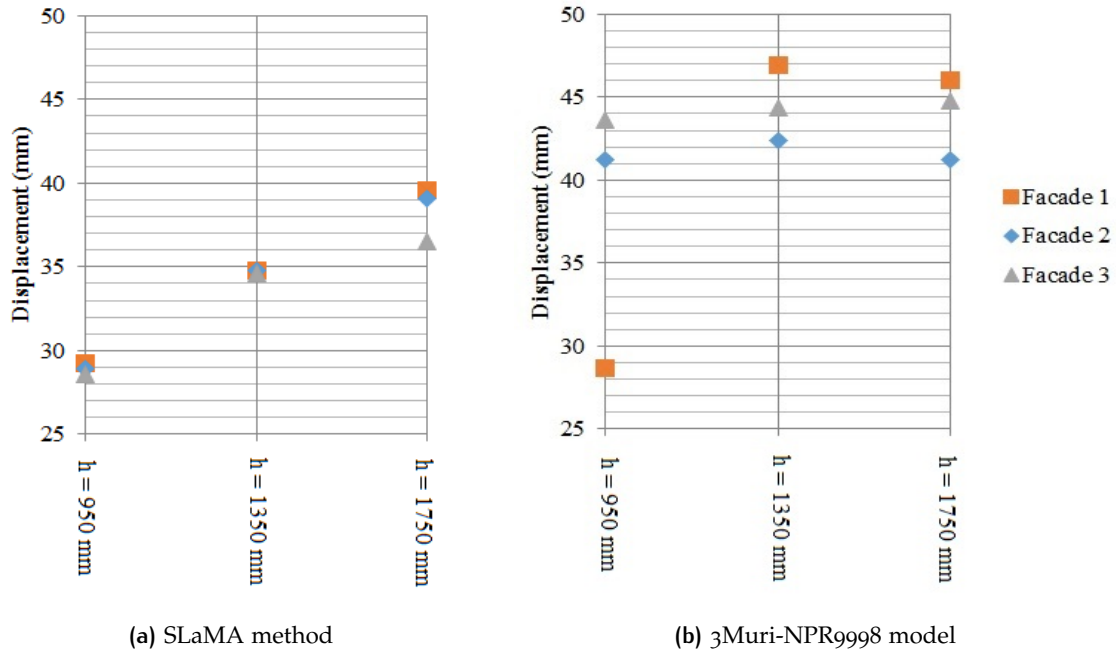 50
45
40
35
30
25
Displacement (mm)
h = 950 mm
h = 1350 mm
h = 1750 mm
(a) SLaMA method
50
45
40
35
30
25
Displacement (mm)
h = 950 mm
h = 1350 mm
h = 1750 mm
(b) 3Muri-NPR9998 model
Facade 1
Facade 2
Facade 3